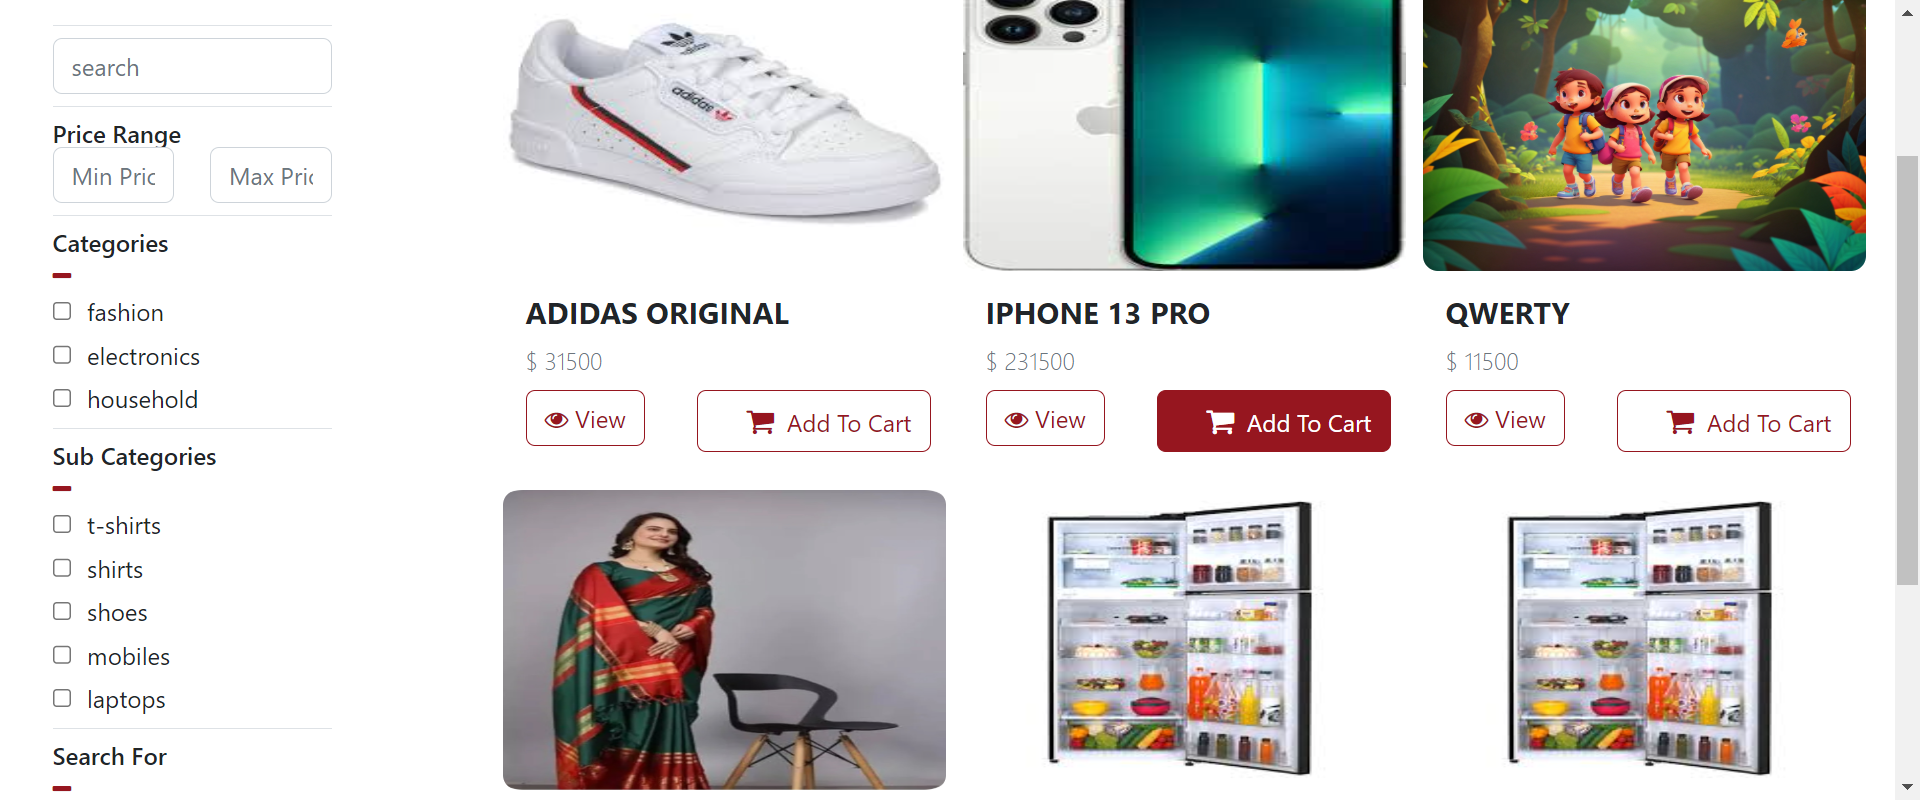 search
Price Range
Min Pric
Max Pric
Categories
fashion
electronics
household
Sub Categories
t-shirts
shirts
shoes
mobiles
laptops
Search For
adidas
ADIDAS ORIGINAL
$ 31500
View
Add To Cart
IPHONE 13 PRO
$ 231500
View
Add To Cart
QWERTY
$ 11500
View
Add To Cart